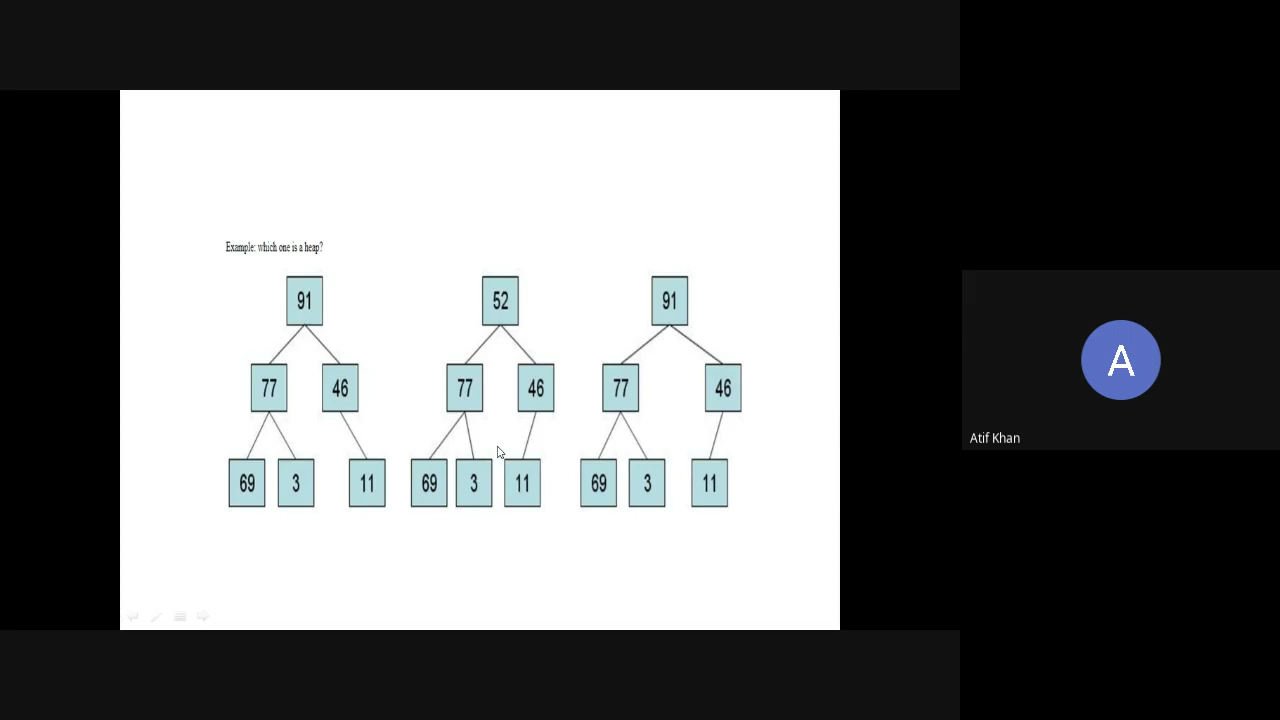 Example: which one is a heap?
91 52 91
77 46 77 46 77 46
69 3 11 69 3 11 69 3 11
A
Atif Khan